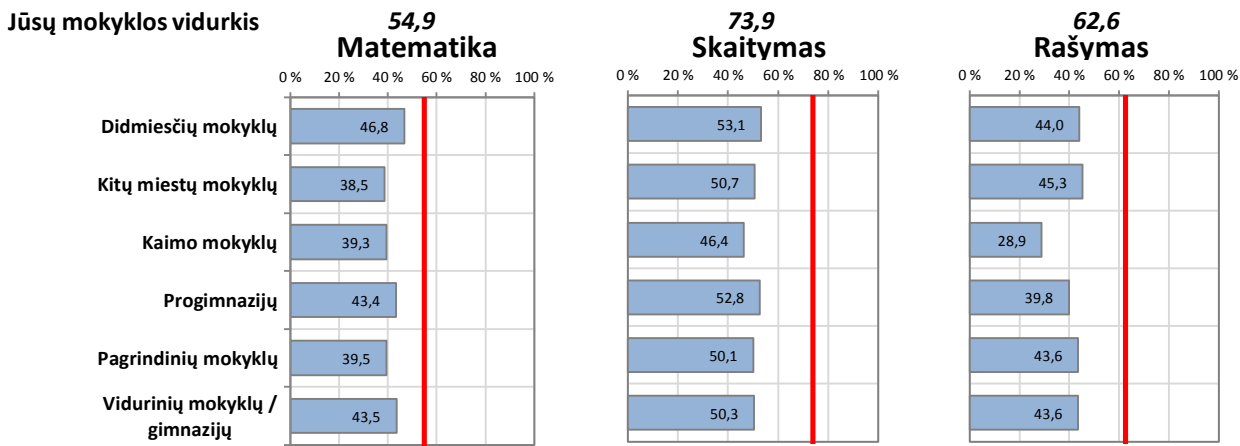 Jūsų mokyklos vidurkis 54,9 73,9 62,6
Matematika Skaitymas Rašymas
0 % 20 % 40 % 60 % 80 % 100 % 0 % 20 % 40 % 60 % 80 % 100 % 0 % 20 % 40 % 60 % 80 % 100 %
Didmiesčių mokyklų 46,8 53,1 44,0
Kitų miestų mokyklų 38,5 50,7 45,3
Kaimo mokyklų 39,3 46,4 28,9
Progimnazijų 43,4 52,8 39,8
Pagrindinių mokyklų 39,5 50,1 43,6
Vidurinių mokyklų /
gimnazijų 43,5 50,3 43,6